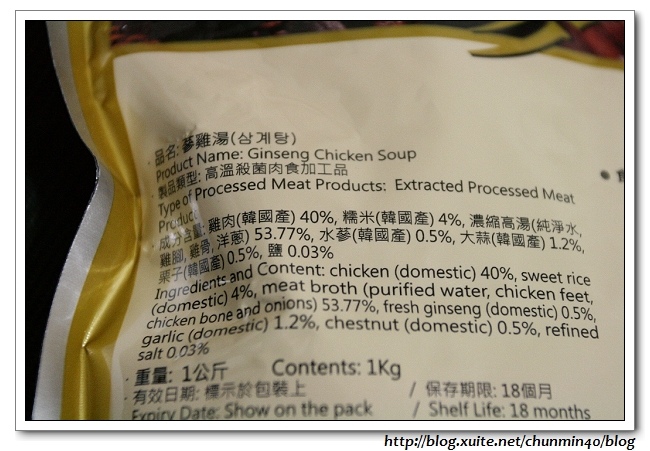 · 品名: 蔘雞湯(삼계탕)
Product Name: Ginseng Chicken Soup
· 製品類型: 高溫殺菌肉食加工品
Type of Processed Meat Products: Extracted Processed Meat
Product
· 成分含量: 雞肉(韓國產) 40%, 糯米(韓國產) 4%, 濃縮高湯(純淨水,
雞腳, 雞骨, 洋蔥) 53.77%, 水蔘(韓國產) 0.5%, 大蒜(韓國產) 1.2%,
栗子(韓國產) 0.5%, 鹽 0.03%
Ingredients and Content: chicken (domestic) 40%, sweet rice
(domestic) 4%, meat broth (purified water, chicken feet,
chicken bone and onions) 53.77%, fresh ginseng (domestic) 0.5%,
garlic (domestic) 1.2%, chestnut (domestic) 0.5%, refined
salt 0.03%
· 重量: 1公斤 Contents: 1Kg
· 有效日期: 標示於包裝上 / 保存期限: 18個月
Expiry Date: Show on the pack / Shelf Life: 18 months
http://blog.xuite.net/chunmin40/blog